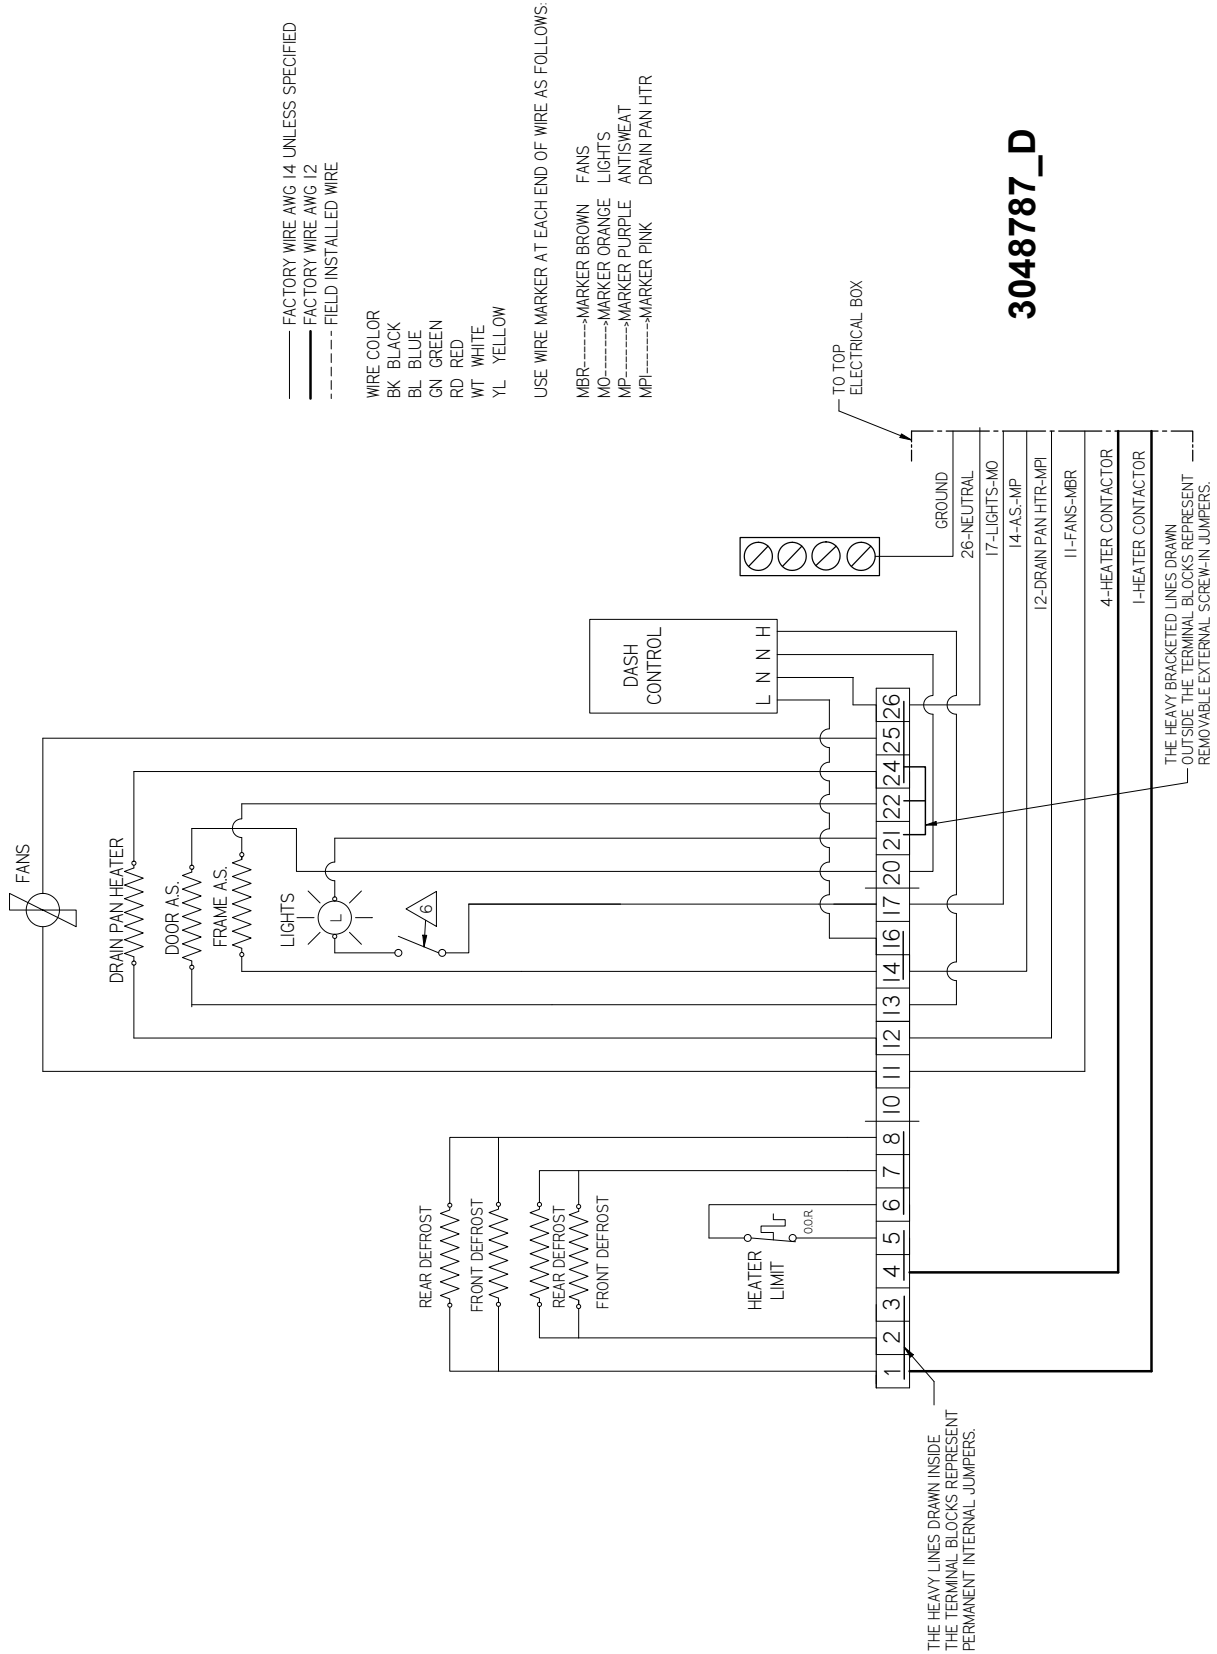 FACTORY WIRE AWG 14 UNLESS SPECIFIED
FACTORY WIRE AWG 12
FIELD INSTALLED WIRE
WIRE COLOR
BK BLACK
BL BLUE
GN GREEN
RD RED
WT WHITE
YL YELLOW
USE WIRE MARKER AT EACH END OF WIRE AS FOLLOWS:
MBR------->MARKER BROWN FANS
MO-------->MARKER ORANGE LIGHTS
MP-------->MARKER PURPLE ANTISWEAT
MPI------->MARKER PINK DRAIN PAN HTR
FANS
DRAIN PAN HEATER
DOOR A.S.
FRAME A.S.
LIGHTS
L
6
REAR DEFROST
FRONT DEFROST
REAR DEFROST
FRONT DEFROST
HEATER
LIMIT
O.O.R.
DASH
CONTROL
L N N H
1 2 3 4 5 6 7 8 10 11 12 13 14 16 17 20 21 22 24 25 26
TO TOP
ELECTRICAL BOX
GROUND
26-NEUTRAL
17-LIGHTS-MO
14-A.S.-MP
12-DRAIN PAN HTR-MPI
11-FANS-MBR
4-HEATER CONTACTOR
1-HEATER CONTACTOR
THE HEAVY LINES DRAWN INSIDE
THE TERMINAL BLOCKS REPRESENT
PERMANENT INTERNAL JUMPERS.
THE HEAVY BRACKETED LINES DRAWN
OUTSIDE THE TERMINAL BLOCKS REPRESENT
REMOVABLE EXTERNAL SCREW-IN JUMPERS.
3048787_D